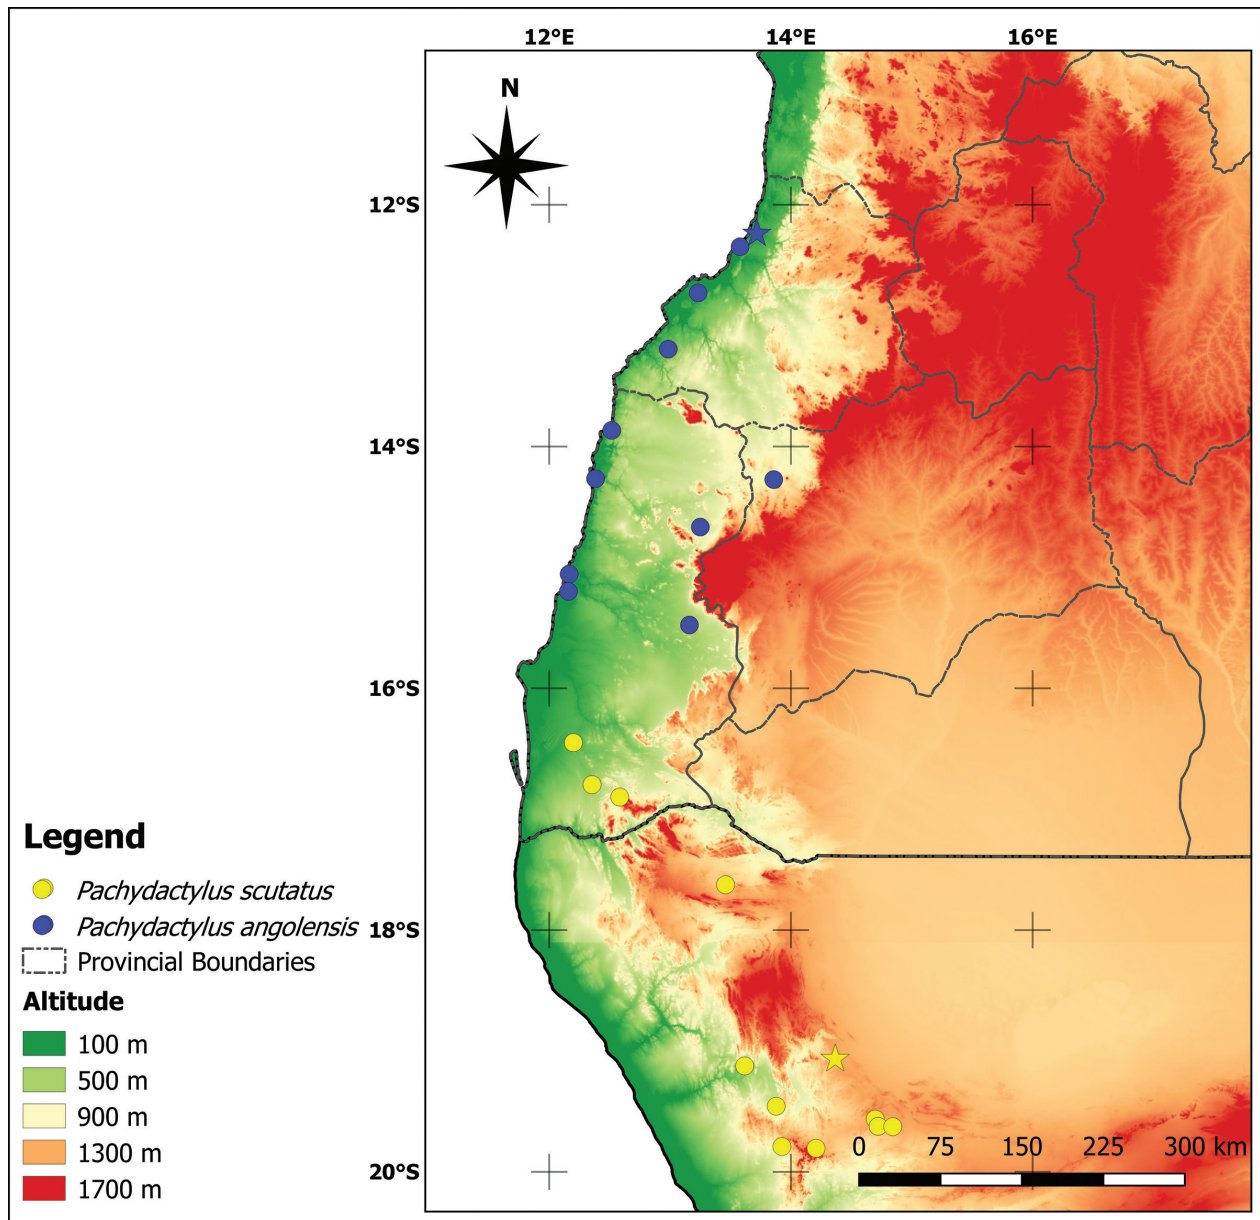 12°E 14°E 16°E
N
12°S
14°S
16°S
18°S
20°S
Legend
Pachydactylus scutatus
Pachydactylus angolensis
Provincial Boundaries
Altitude
100 m
500 m
900 m
1300 m
1700 m
0 75 150 225 300 km